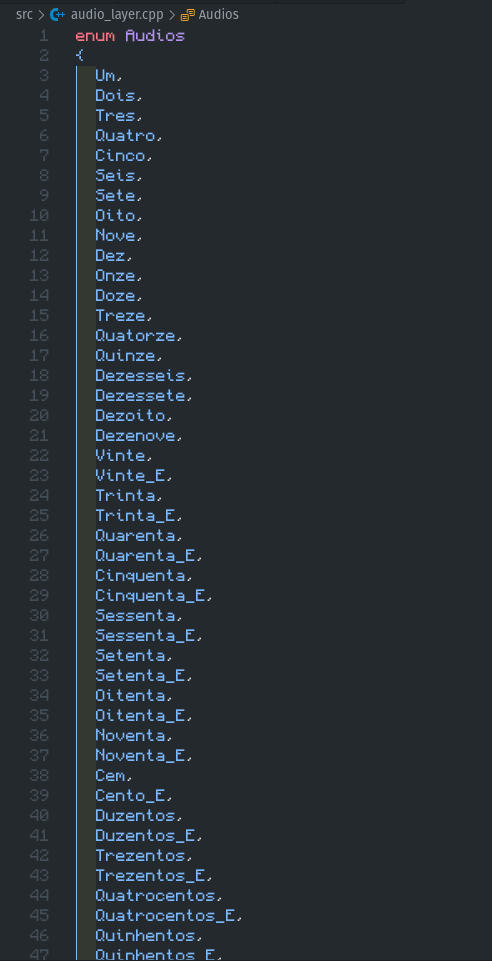 src > audio_layer.cpp > Audios
1 enum Audios
2 {
3 Um,
4 Dois,
5 Tres,
6 Quatro,
7 Cinco,
8 Seis,
9 Sete,
10 Oito,
11 Nove,
12 Dez,
13 Onze,
14 Doze,
15 Treze,
16 Quatorze,
17 Quinze,
18 Dezesseis,
19 Dezessete,
20 Dezoito,
21 Dezenove,
22 Vinte,
23 Vinte_E,
24 Trinta,
25 Trinta_E,
26 Quarenta,
27 Quarenta_E,
28 Cinquenta,
29 Cinquenta_E,
30 Sessenta,
31 Sessenta_E,
32 Setenta,
33 Setenta_E,
34 Oitenta,
35 Oitenta_E,
36 Noventa,
37 Noventa_E,
38 Cem,
39 Cento_E,
40 Duzentos,
41 Duzentos_E,
42 Trezentos,
43 Trezentos_E,
44 Quatrocentos,
45 Quatrocentos_E,
46 Quinhentos,
47 Quinhentos_E,